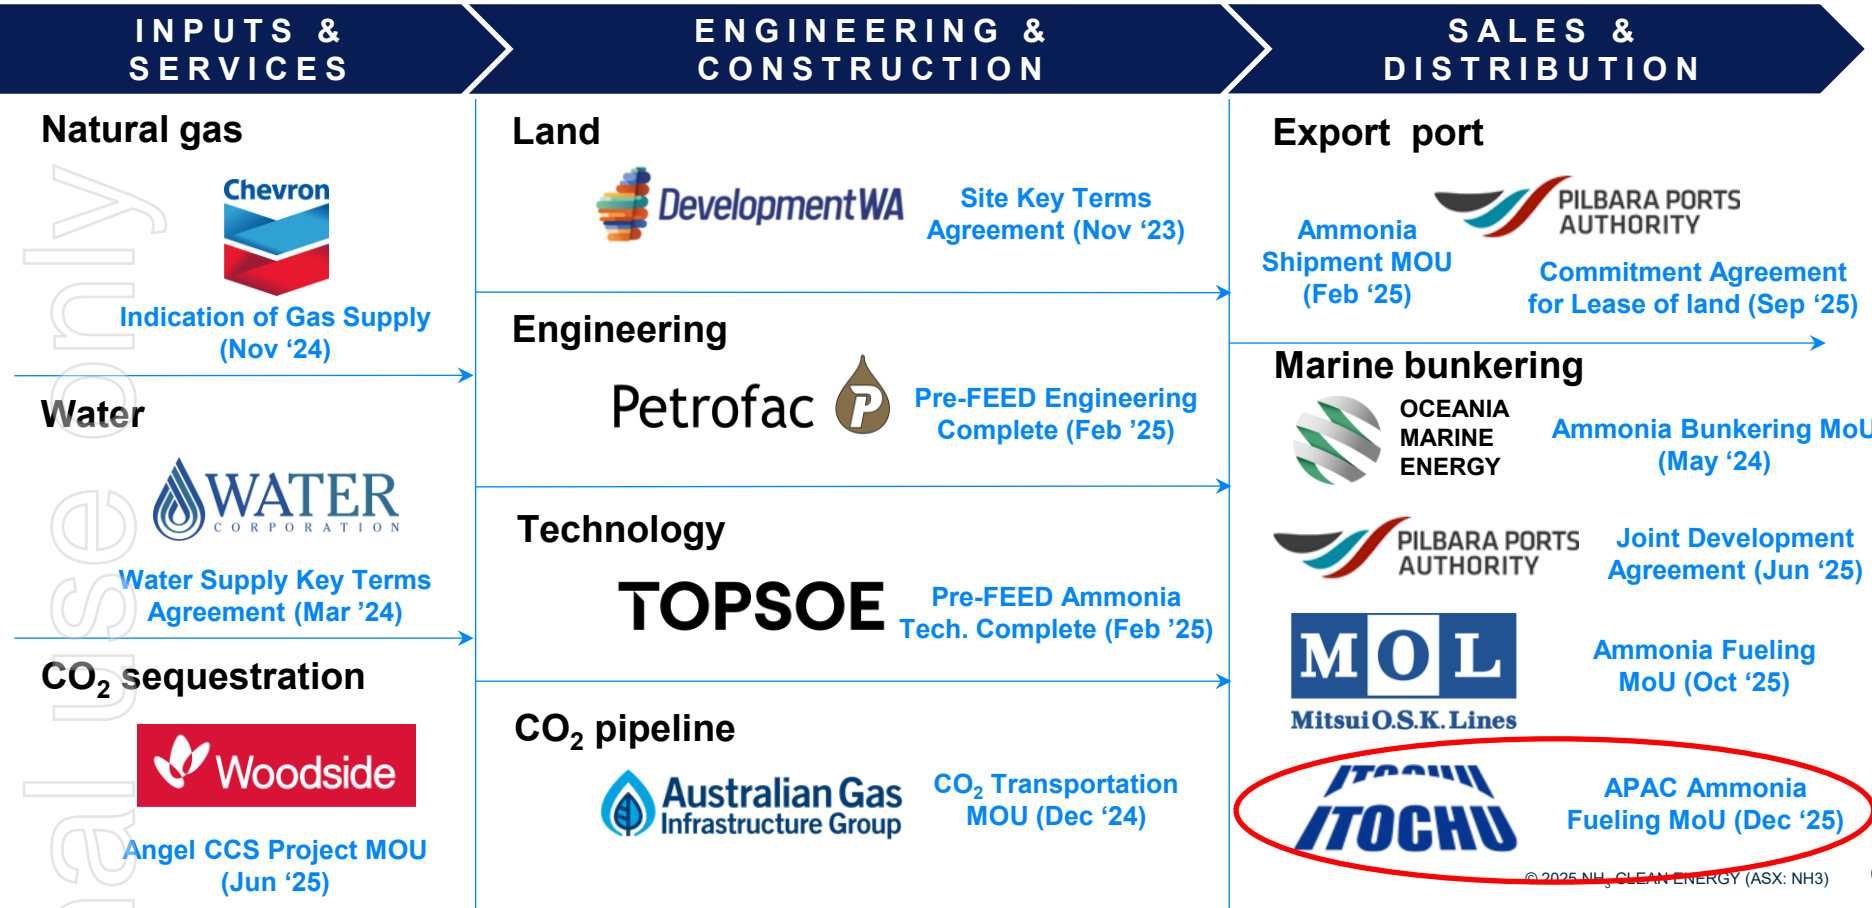 INPUTS &
SERVICES
ENGINEERING &
CONSTRUCTION
SALES &
DISTRIBUTION
Natural gas
Chevron
Indication of Gas Supply
(Nov ‘24)
Water
WATER
CORPORATION
Water Supply Key Terms
Agreement (Mar ‘24)
CO₂ sequestration
Woodside
Angel CCS Project MOU
(Jun ‘25)
Land
DevelopmentWA
Site Key Terms
Agreement (Nov ‘23)
Engineering
Petrofac
P
Pre-FEED Engineering
Complete (Feb ’25)
Technology
TOPSOE
Pre-FEED Ammonia
Tech. Complete (Feb ’25)
CO₂ pipeline
Australian Gas
Infrastructure Group
CO₂ Transportation
MOU (Dec ‘24)
Export port
PILBARA PORTS
AUTHORITY
Ammonia
Shipment MOU
(Feb ‘25)
Commitment Agreement
for Lease of land (Sep ‘25)
Marine bunkering
OCEANIA
MARINE
ENERGY
Ammonia Bunkering MoU
(May ‘24)
PILBARA PORTS
AUTHORITY
Joint Development
Agreement (Jun ‘25)
MOL
Mitsui O.S.K. Lines
Ammonia Fueling
MoU (Oct ‘25)
ITOCHU
APAC Ammonia
Fueling MoU (Dec ‘25)
© 2025 NH₃ CLEAN ENERGY (ASX: NH3)
nal use only